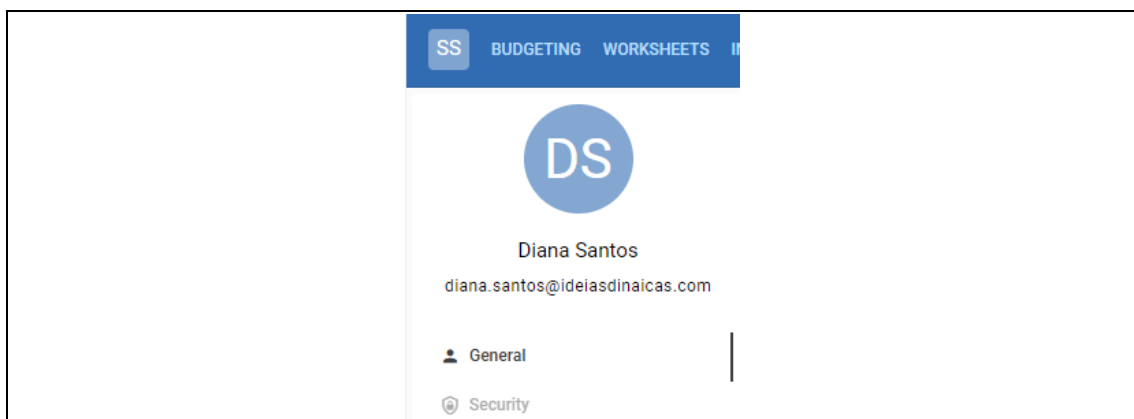 SS BUDGETING WORKSHEETS
DS
Diana Santos
diana.santos@ideiasdinaicas.com
General
Security